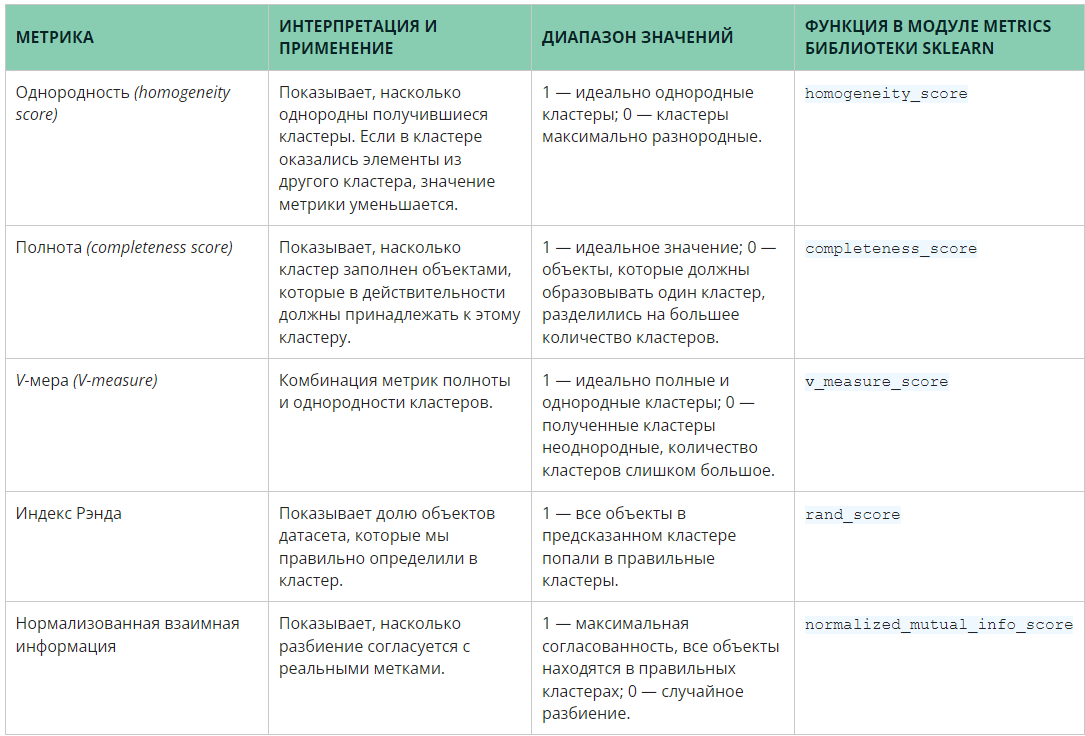 МЕТРИКА
ИНТЕРПРЕТАЦИЯ И
ПРИМЕНЕНИЕ
ДИАПАЗОН ЗНАЧЕНИЙ
ФУНКЦИЯ В МОДУЛЕ METRICS
БИБЛИОТЕКИ SKLEARN
Однородность (homogeneity
score)
Показывает, насколько
однородны получившиеся
кластеры. Если в кластере
оказались элементы из
другого кластера, значение
метрики уменьшается.
1 — идеально однородные
кластеры; 0 — кластеры
максимально разнородные.
homogeneity_score
Полнота (completeness score)
Показывает, насколько
кластер заполнен объектами,
которые в действительности
должны принадлежать к этому
кластеру.
1 — идеальное значение; 0 —
объекты, которые должны
образовывать один кластер,
разделились на большее
количество кластеров.
completeness_score
V-мера (V-measure)
Комбинация метрик полноты
и однородности кластеров.
1 — идеально полные и
однородные кластеры; 0 —
полученные кластеры
неоднородные, количество
кластеров слишком большое.
v_measure_score
Индекс Рэнда
Показывает долю объектов
датасета, которые мы
правильно определили в
кластер.
1 — все объекты в
предсказанном кластере
попали в правильные
кластеры.
rand_score
Нормализованная взаимная
информация
Показывает, насколько
разбиение согласуется с
реальными метками.
1 — максимальная
согласованность, все объекты
находятся в правильных
кластерах; 0 — случайное
разбиение.
normalized_mutual_info_score